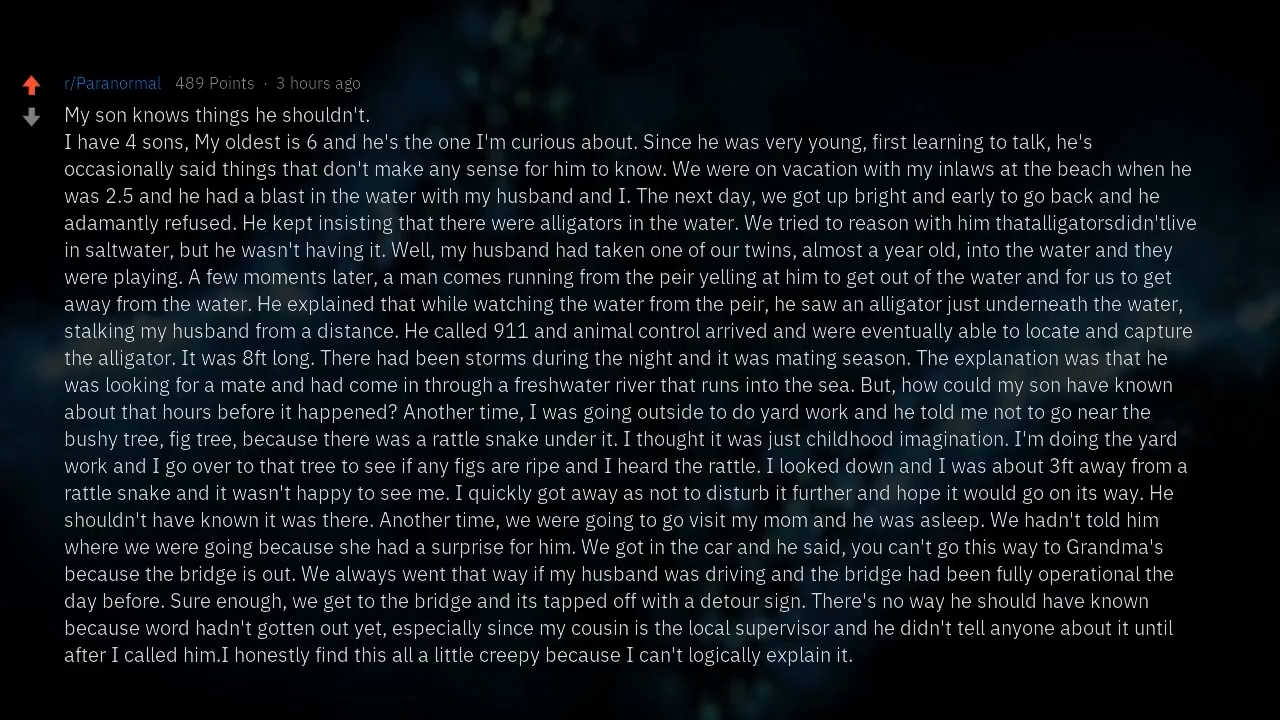 r/Paranormal 489 Points · 3 hours ago
My son knows things he shouldn't.
I have 4 sons, My oldest is 6 and he's the one I'm curious about. Since he was very young, first learning to talk, he's
occasionally said things that don't make any sense for him to know. We were on vacation with my inlaws at the beach when he
was 2.5 and he had a blast in the water with my husband and I. The next day, we got up bright and early to go back and he
adamantly refused. He kept insisting that there were alligators in the water. We tried to reason with him thatalligatorsdidn'tlive
in saltwater, but he wasn't having it. Well, my husband had taken one of our twins, almost a year old, into the water and they
were playing. A few moments later, a man comes running from the peir yelling at him to get out of the water and for us to get
away from the water. He explained that while watching the water from the peir, he saw an alligator just underneath the water,
stalking my husband from a distance. He called 911 and animal control arrived and were eventually able to locate and capture
the alligator. It was 8ft long. There had been storms during the night and it was mating season. The explanation was that he
was looking for a mate and had come in through a freshwater river that runs into the sea. But, how could my son have known
about that hours before it happened? Another time, I was going outside to do yard work and he told me not to go near the
bushy tree, fig tree, because there was a rattle snake under it. I thought it was just childhood imagination. I'm doing the yard
work and I go over to that tree to see if any figs are ripe and I heard the rattle. I looked down and I was about 3ft away from a
rattle snake and it wasn't happy to see me. I quickly got away as not to disturb it further and hope it would go on its way. He
shouldn't have known it was there. Another time, we were going to go visit my mom and he was asleep. We hadn't told him
where we were going because she had a surprise for him. We got in the car and he said, you can't go this way to Grandma's
because the bridge is out. We always went that way if my husband was driving and the bridge had been fully operational the
day before. Sure enough, we get to the bridge and its tapped off with a detour sign. There's no way he should have known
because word hadn't gotten out yet, especially since my cousin is the local supervisor and he didn't tell anyone about it until
after I called him.I honestly find this all a little creepy because I can't logically explain it.